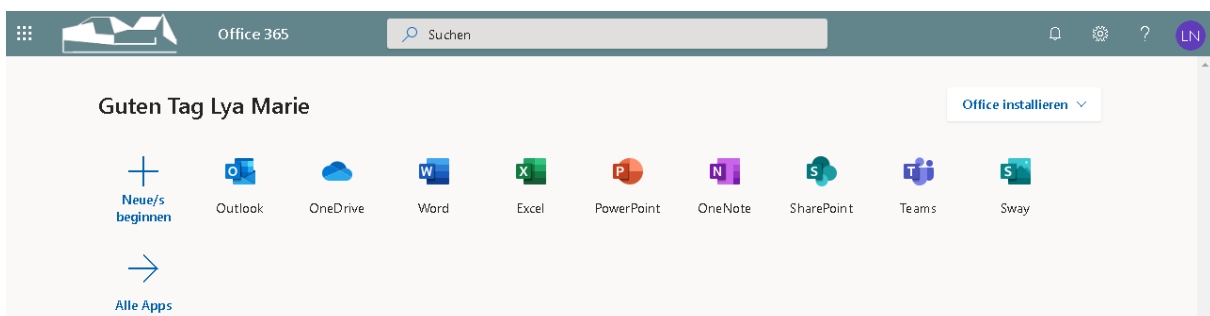 Office 365
Suchen
LN
Guten Tag Lya Marie
Office installieren
Neue/s
beginnen
Outlook
OneDrive
Word
Excel
PowerPoint
OneNote
SharePoint
Teams
Sway
Alle Apps